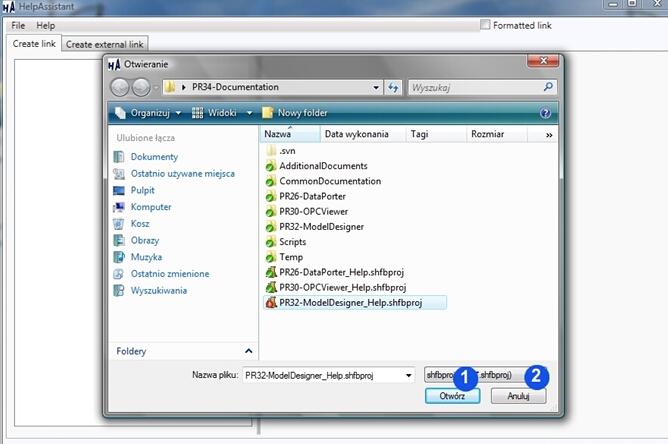 HelpAssistant
File Help
Formatted link
Create link Create external link
Otwieranie
PR34-Documentation
Wyszukaj
Organizuj Widoki Nowy folder
Ulubione łącza
Dokumenty
Ostatnio używane miejsca
Pulpit
Komputer
Kosz
Obrazy
Muzyka
Ostatnio zmienione
Wyszukiwania
Foldery
Nazwa Data wykonania Tagi Rozmiar »
.svn
AdditionalDocuments
CommonDocumentation
PR26-DataPorter
PR30-OPCViewer
PR32-ModelDesigner
Scripts
Temp
PR26-DataPorter_Help.shfbproj
PR30-OPCViewer_Help.shfbproj
PR32-ModelDesigner_Help.shfbproj
Nazwa pliku: PR32-ModelDesigner_Help.shfbproj
.shfbproj)
1 2
Otwórz Anuluj